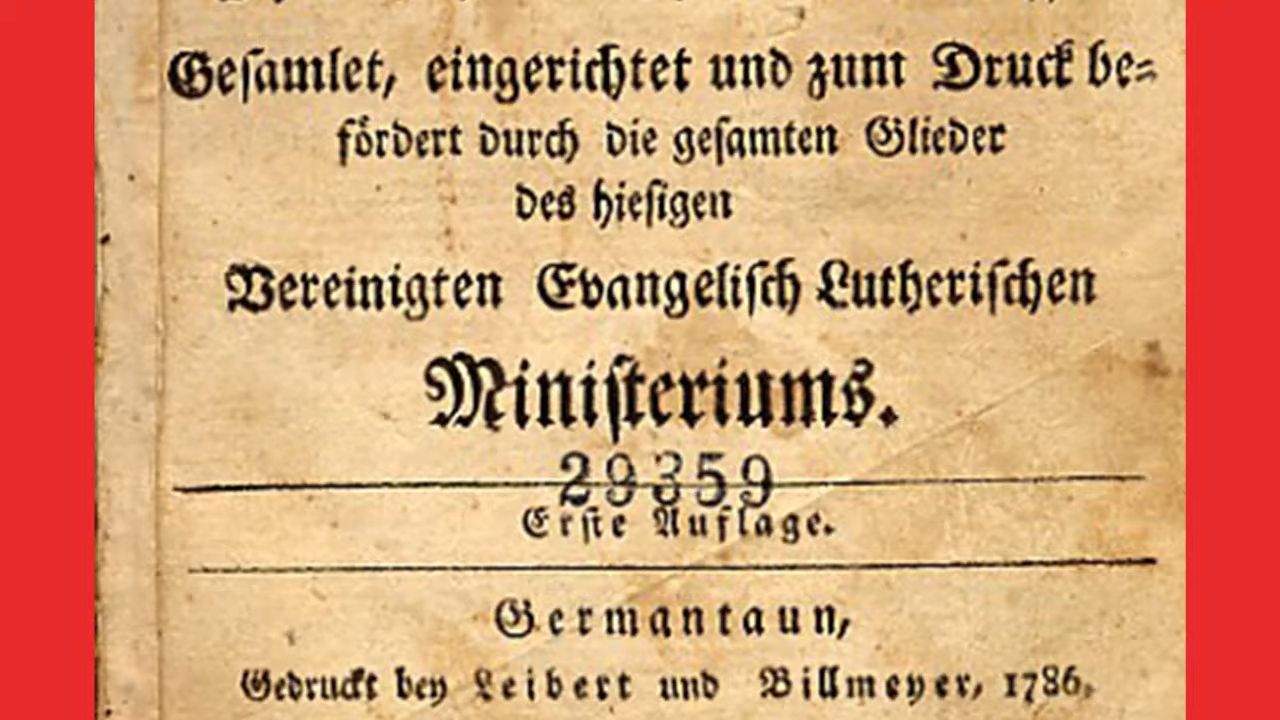 Gesamlet, eingerichtet und zum Druck be=
fördert durch die gesamten Glieder
des hiesigen
Vereinigten Evangelisch Lutherischen
Ministeriums.
29359
Erste Auflage.
Germantaun,
Gedruckt bey Leibert und Billmeyer, 1786.